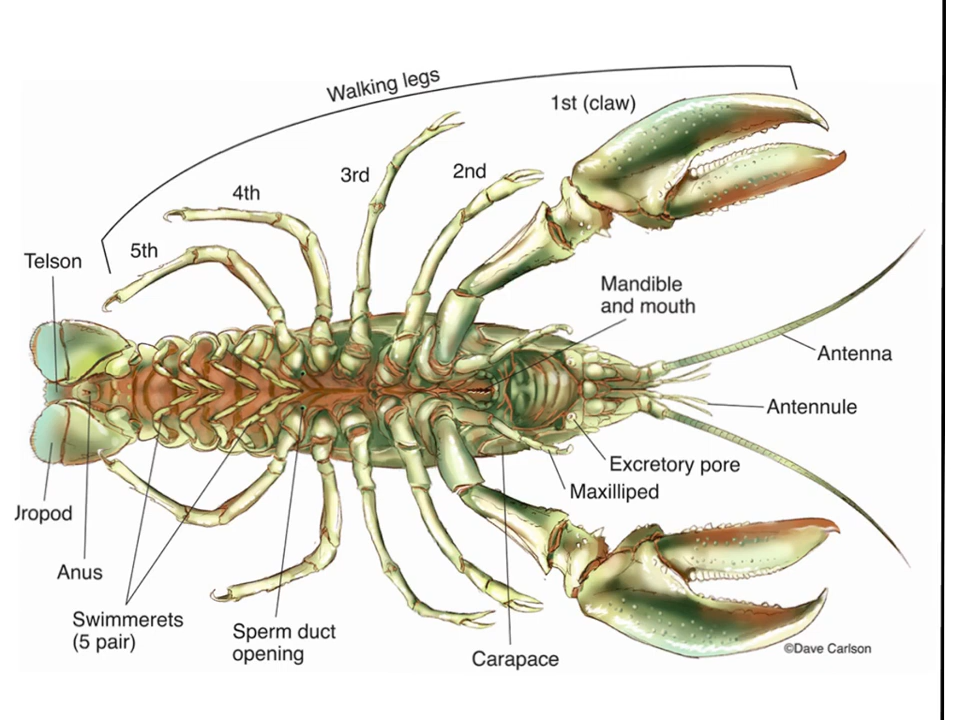 Walking legs
1st (claw)
2nd
3rd
4th
5th
Telson
Mandible
and mouth
Antenna
Antennule
Excretory pore
Maxilliped
Jropod
Anus
Swimmerets
(5 pair)
Sperm duct
opening
Carapace
©Dave Carlson